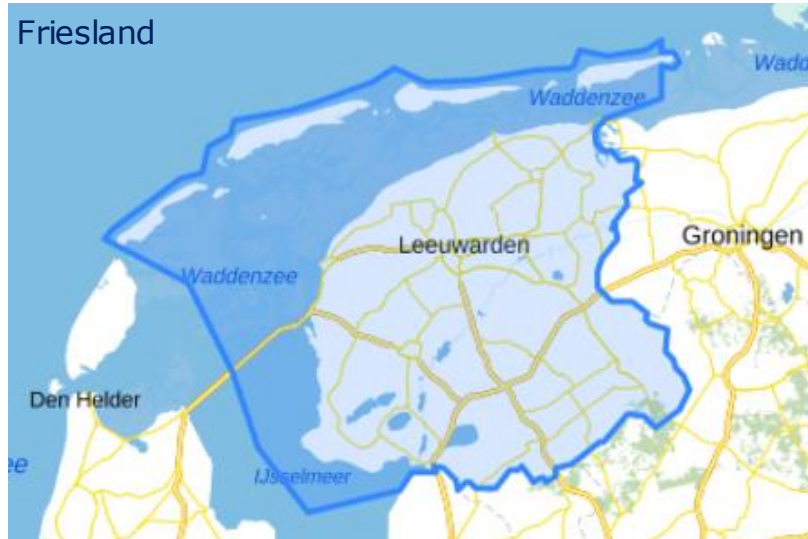 Friesland
Waddenzee
Wadd
Waddenzee
Leeuwarden
Groningen
Den Helder
IJsselmeer
ee